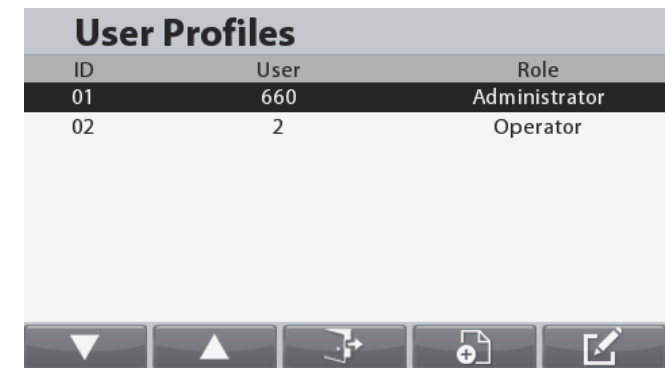 User Profiles
ID User Role
01 660 Administrator
02 2 Operator